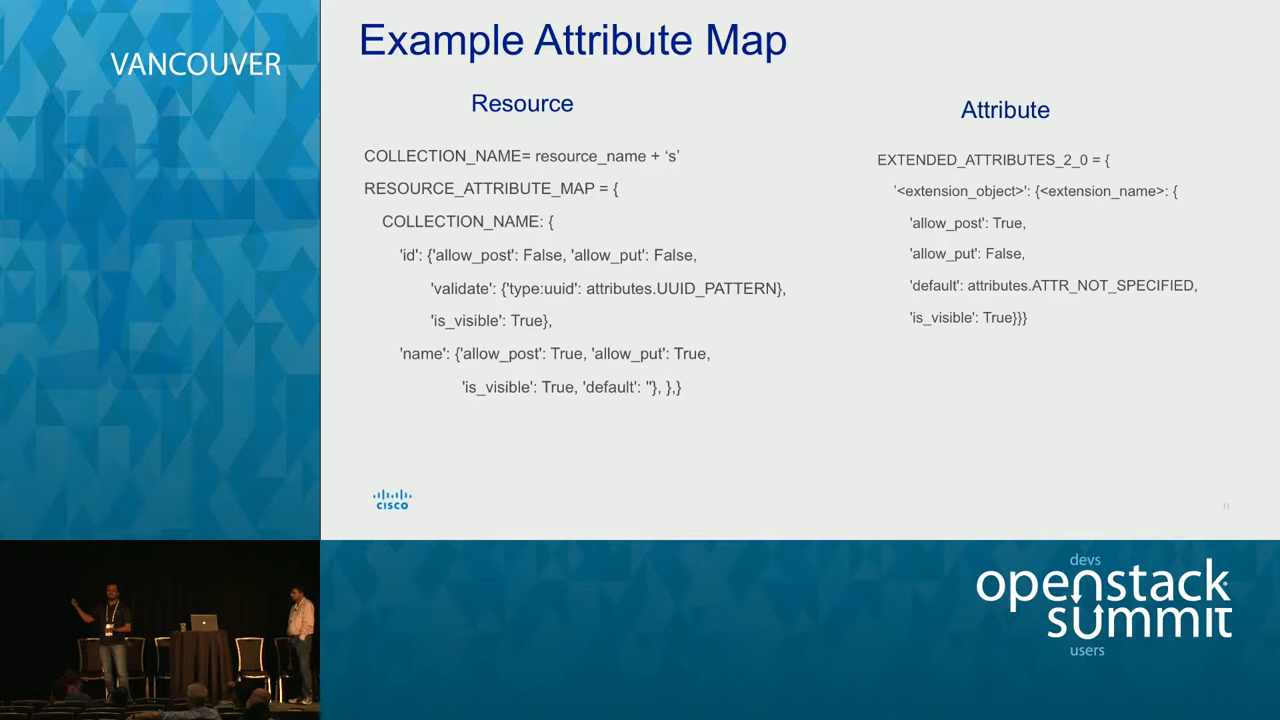 VANCOUVER
Example Attribute Map
Resource
COLLECTION_NAME= resource_name + ‘s’
RESOURCE_ATTRIBUTE_MAP = {
COLLECTION_NAME: {
'id': {'allow_post': False, 'allow_put': False,
'validate': {'type:uuid': attributes.UUID_PATTERN},
'is_visible': True},
'name': {'allow_post': True, 'allow_put': True,
'is_visible': True, 'default': ''}, },}
Attribute
EXTENDED_ATTRIBUTES_2_0 = {
'<extension_object>': {<extension_name>: {
'allow_post': True,
'allow_put': False,
'default': attributes.ATTR_NOT_SPECIFIED,
'is_visible': True}}}
CISCO
11
devs
openstack
summit
users